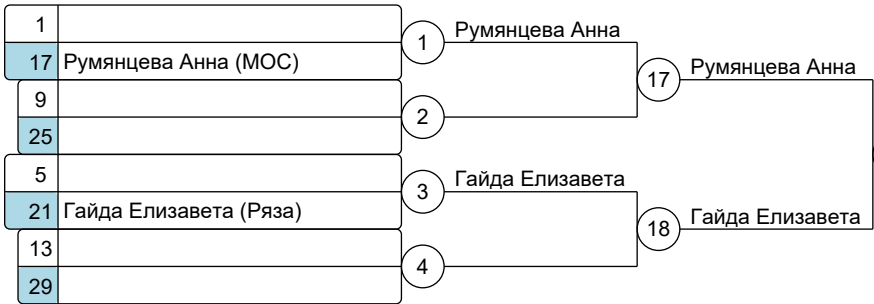 1
17 Румянцева Анна (МОС)
1 Румянцева Анна
17 Румянцева Анна
9
25
2
5
21 Гайда Елизавета (Ряза)
3 Гайда Елизавета
18 Гайда Елизавета
13
29
4